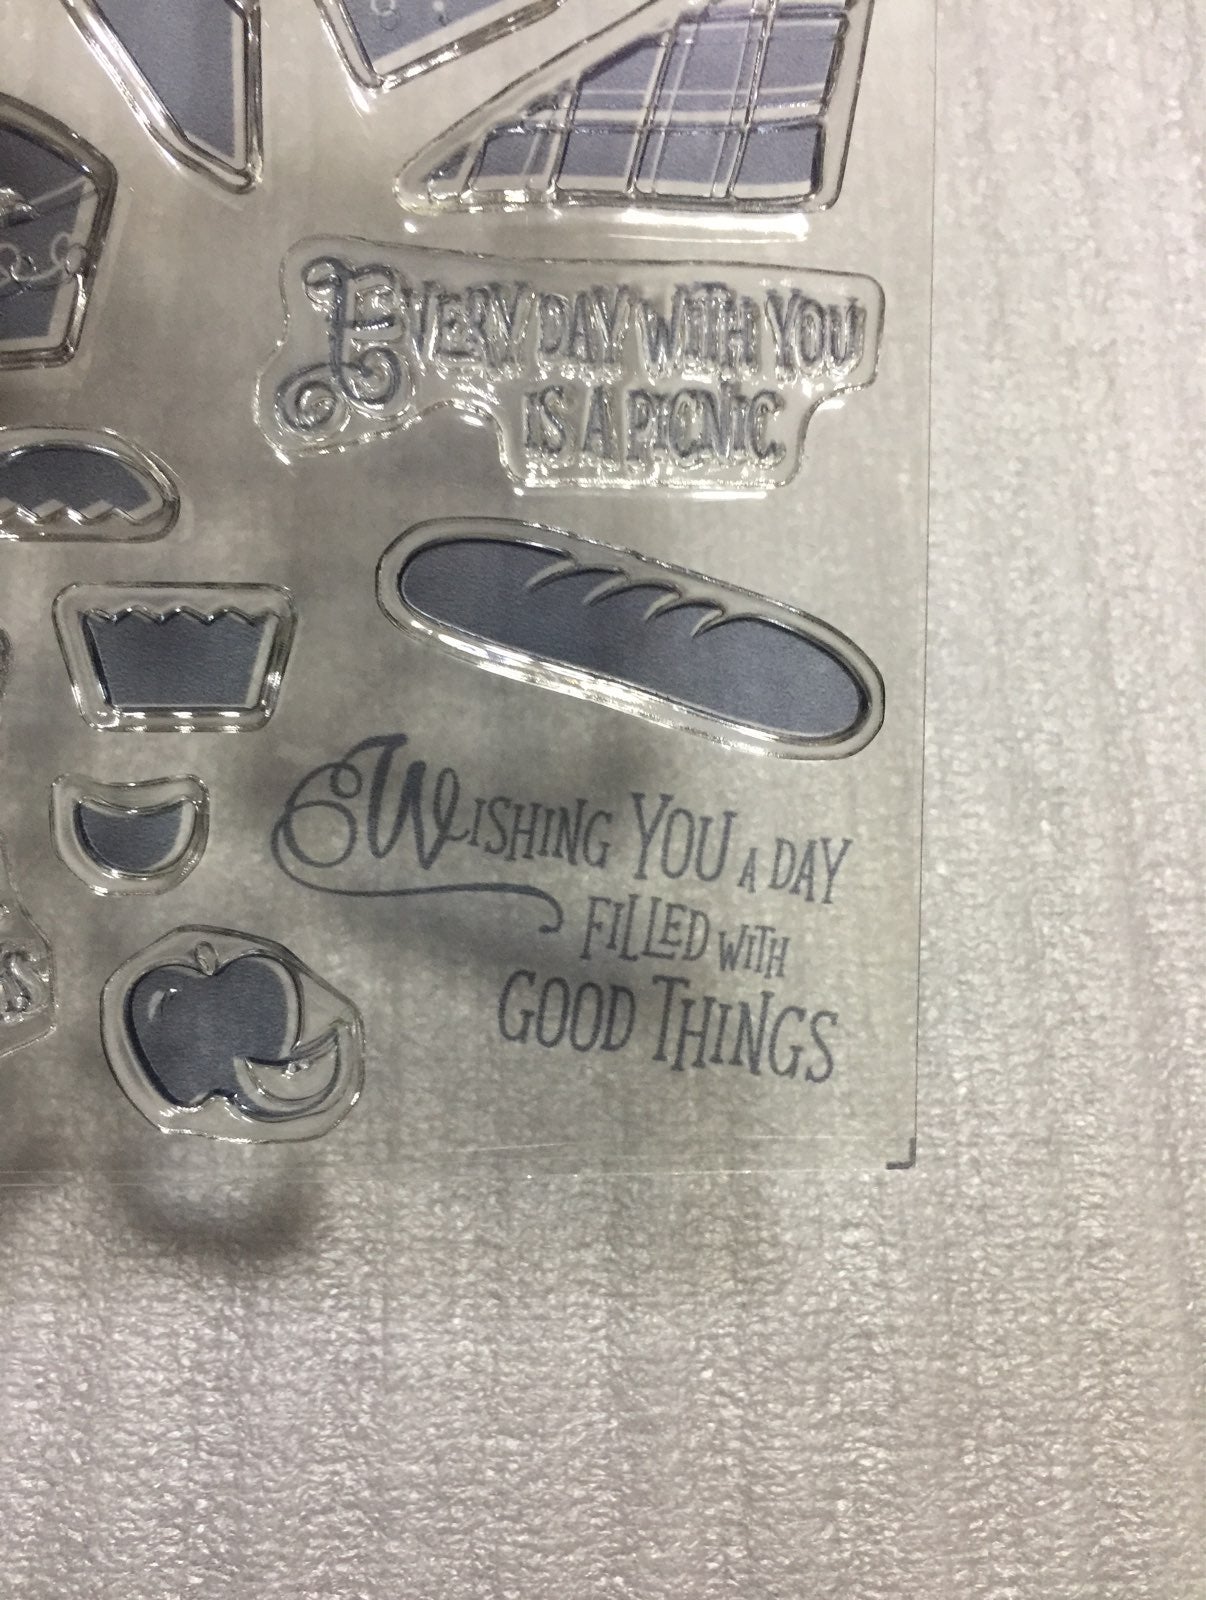 EVERY DAY WITH YOU
IS A PICNIC
WISHING YOU A DAY
FILLED WITH
GOOD THINGS